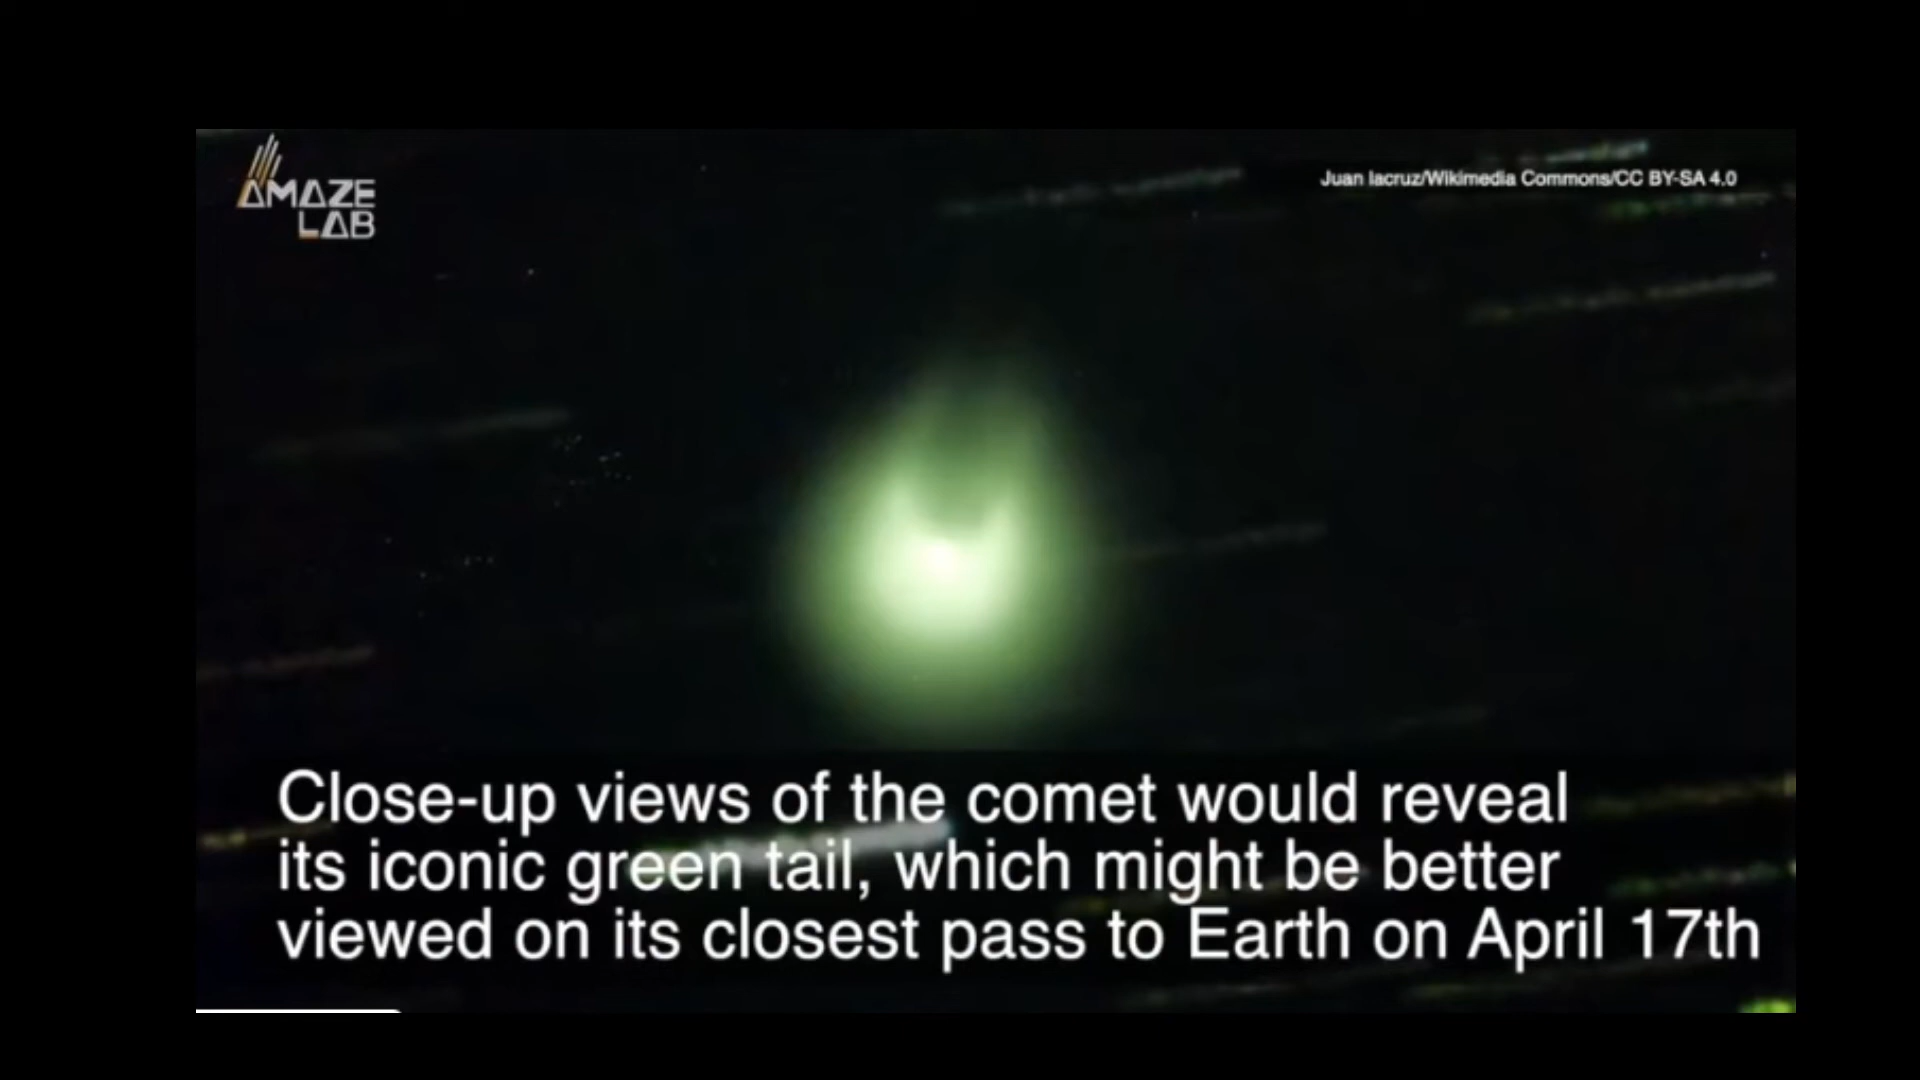 AMAZE
LAB
Juan lacruz/Wikimedia Commons/CC BY-SA 4.0
Close-up views of the comet would reveal
its iconic green tail, which might be better
viewed on its closest pass to Earth on April 17th